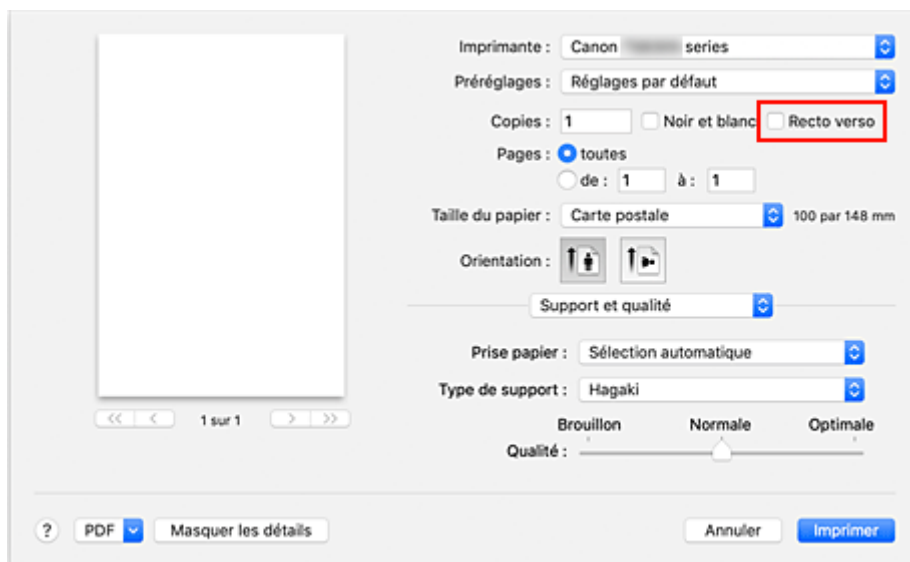 Imprimante : Canon series
Préréglages : Réglages par défaut
Copies : 1 Noir et blanc Recto verso
Pages : toutes
de : 1 à : 1
Taille du papier : Carte postale 100 par 148 mm
Orientation :
Support et qualité
Prise papier : Sélection automatique
Type de support : Hagaki
1 sur 1
Brouillon Normale Optimale
Qualité :
? PDF Masquer les détails Annuler Imprimer